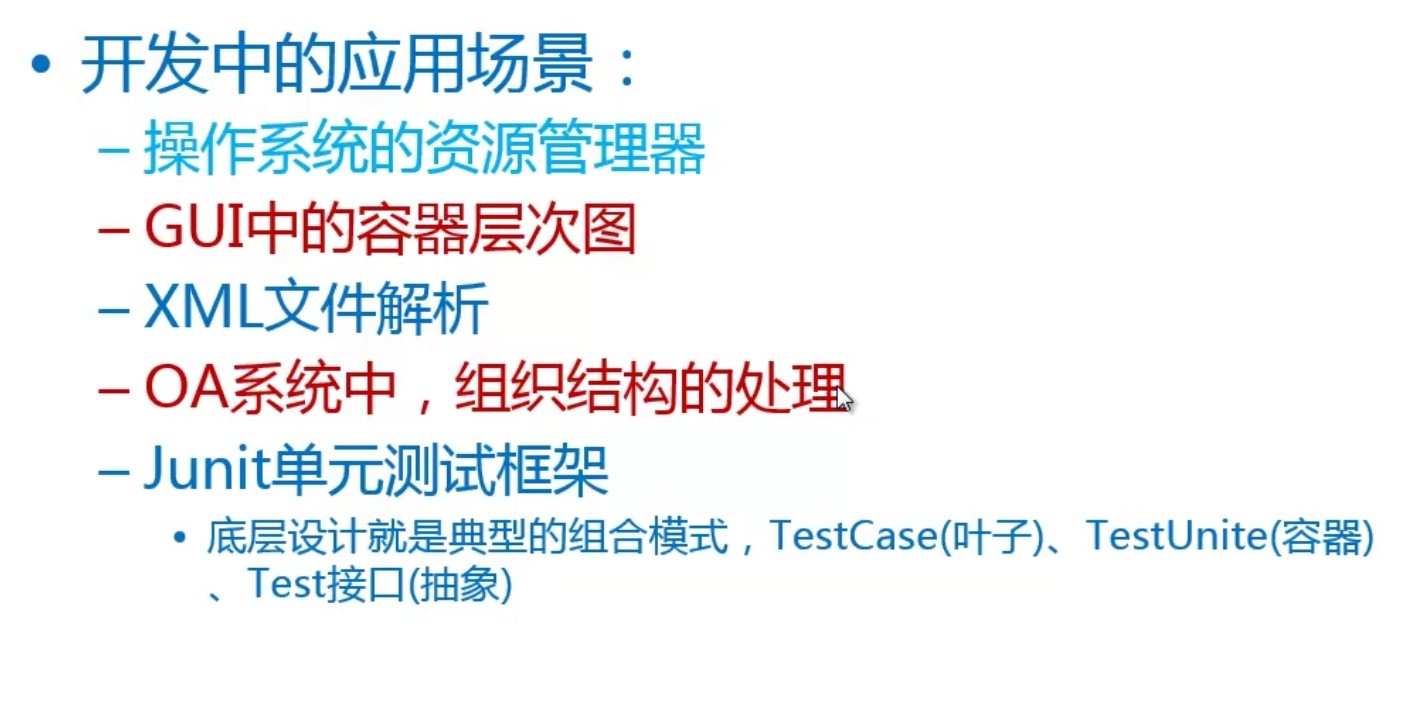 • 开发中的应用场景：
– 操作系统的资源管理器
– GUI中的容器层次图
– XML文件解析
– OA系统中，组织结构的处理
– Junit单元测试框架
• 底层设计就是典型的组合模式，TestCase(叶子)、TestUnite(容器)
、Test接口(抽象)